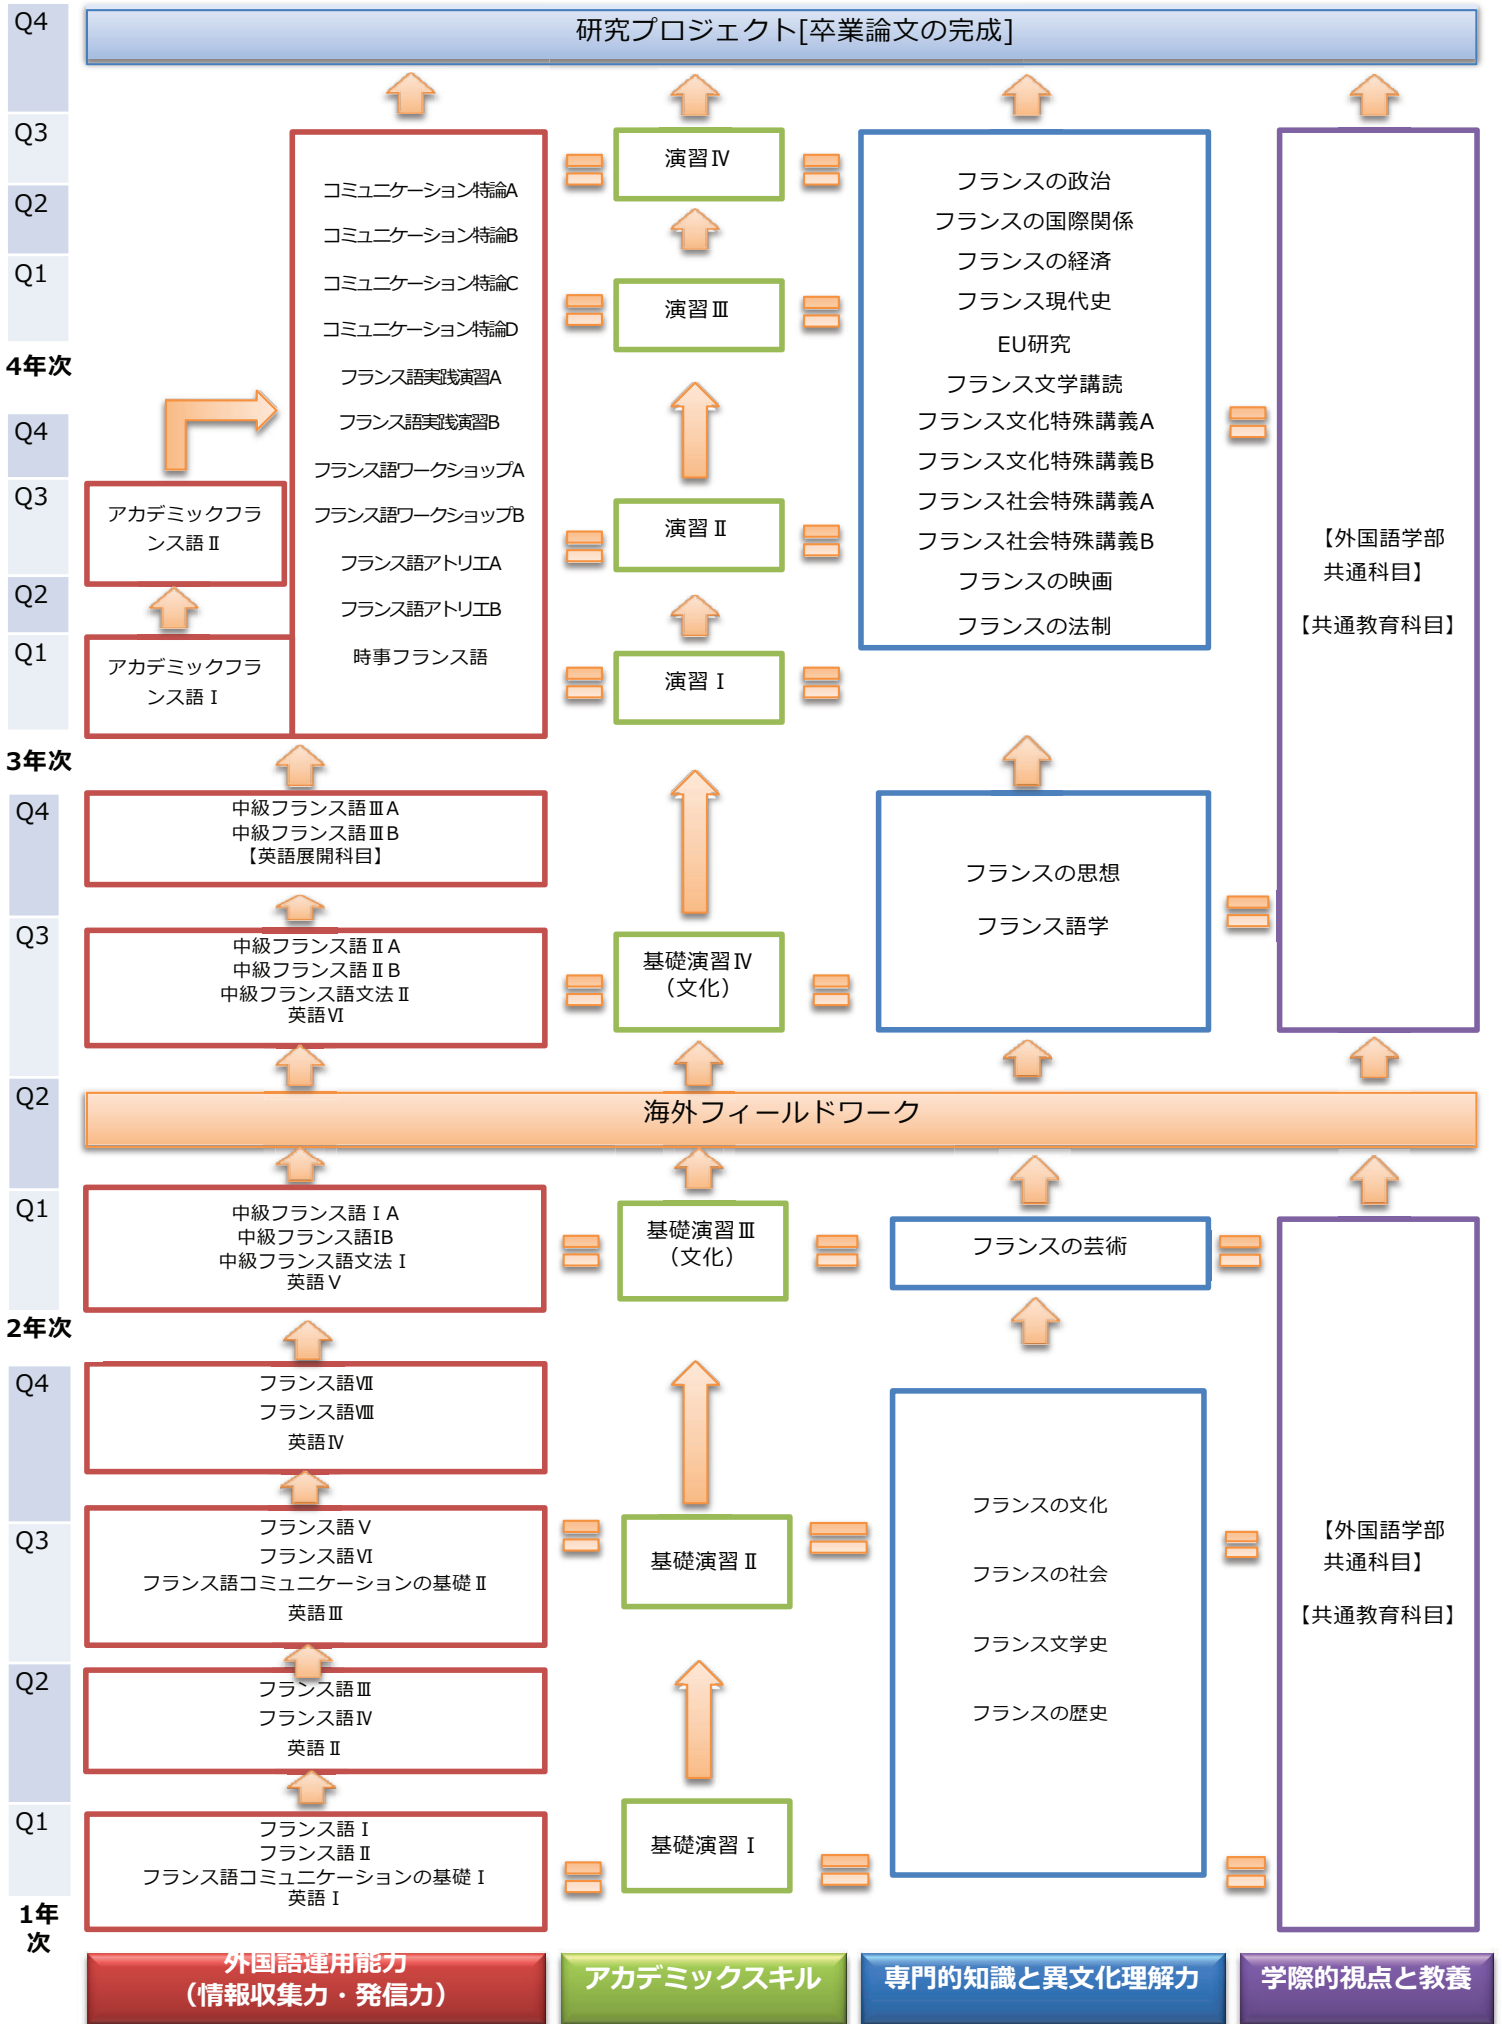 Q4
研究プロジェクト[卒業論文の完成]
Q3
Q2
Q1
4年次
コミュニケーション特論A
コミュニケーション特論B
コミュニケーション特論C
コミュニケーション特論D
フランス語実践演習A
フランス語実践演習B
フランス語ワークショップA
フランス語ワークショップB
フランス語アトリエA
フランス語アトリエB
時事フランス語
演習Ⅳ
演習Ⅲ
演習Ⅱ
演習Ⅰ
フランスの政治
フランスの国際関係
フランスの経済
フランス現代史
EU研究
フランス文学講読
フランス文化特殊講義A
フランス文化特殊講義B
フランス社会特殊講義A
フランス社会特殊講義B
フランスの映画
フランスの法制
【外国語学部
共通科目】
【共通教育科目】
Q4
Q3
アカデミックフラ
ンス語Ⅱ
Q2
Q1
アカデミックフラ
ンス語Ⅰ
3年次
Q4
中級フランス語ⅢA
中級フランス語ⅢB
【英語展開科目】
フランスの思想
フランス語学
Q3
中級フランス語ⅡA
中級フランス語ⅡB
中級フランス語文法Ⅱ
英語Ⅵ
基礎演習Ⅳ
（文化）
Q2
海外フィールドワーク
Q1
中級フランス語ⅠA
中級フランス語IB
中級フランス語文法Ⅰ
英語Ⅴ
基礎演習Ⅲ
（文化）
フランスの芸術
2年次
Q4
フランス語Ⅶ
フランス語Ⅷ
英語Ⅳ
Q3
フランス語Ⅴ
フランス語Ⅵ
フランス語コミュニケーションの基礎Ⅱ
英語Ⅲ
基礎演習Ⅱ
フランスの文化
フランスの社会
フランス文学史
フランスの歴史
【外国語学部
共通科目】
【共通教育科目】
Q2
フランス語Ⅲ
フランス語Ⅳ
英語Ⅱ
Q1
フランス語Ⅰ
フランス語Ⅱ
フランス語コミュニケーションの基礎Ⅰ
英語Ⅰ
基礎演習Ⅰ
1年
次
外国語運用能力
（情報収集力・発信力）
アカデミックスキル
専門的知識と異文化理解力
学際的視点と教養